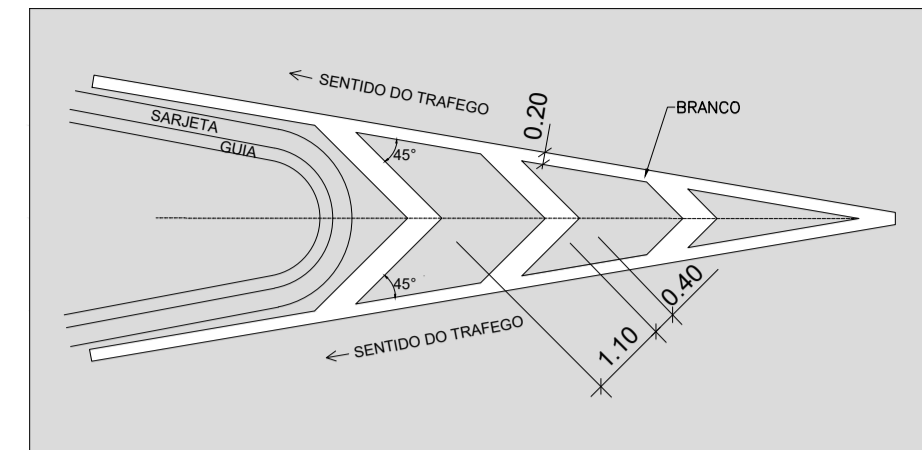 SENTIDO DO TRAFEGO
0.20
BRANCO
SARJETA
GUIA
45°
45°
0.40
1.10
SENTIDO DO TRAFEGO